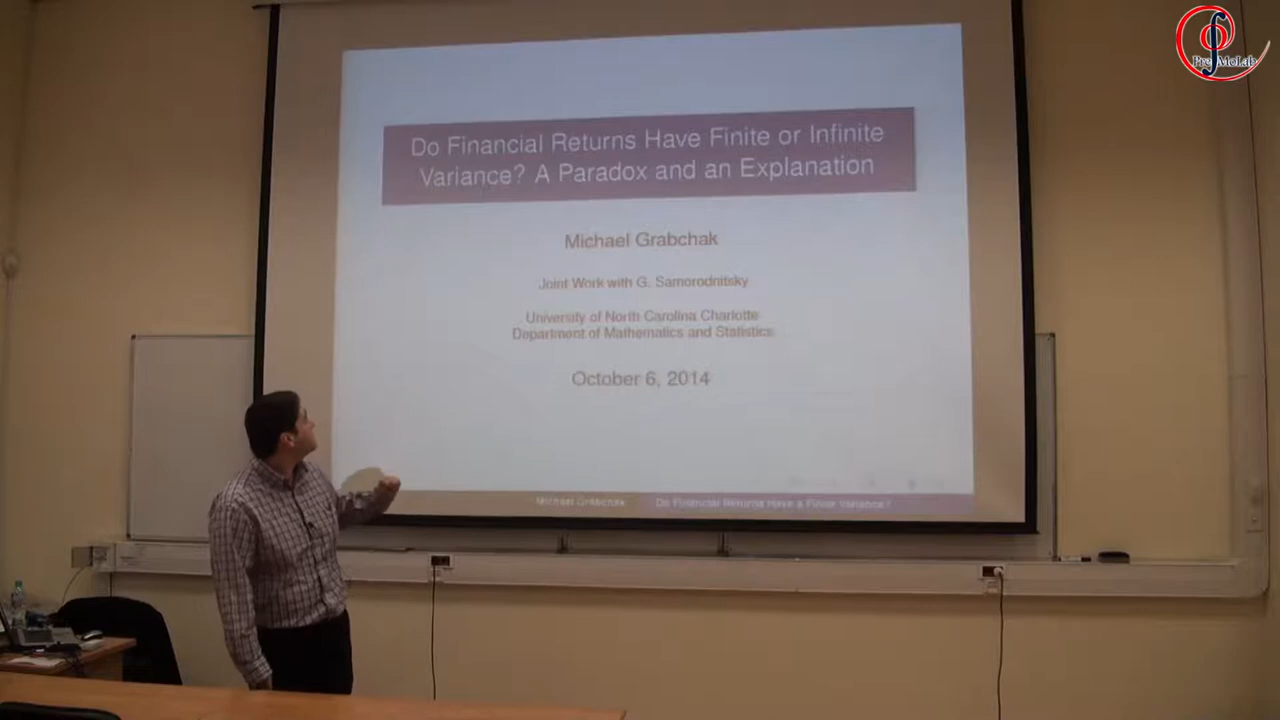 Do Financial Returns Have Finite or Infinite
Variance? A Paradox and an Explanation
Michael Grabchak
Joint Work with G. Samorodnitsky
University of North Carolina Charlotte
Department of Mathematics and Statistics
October 6, 2014
Michael Grabchak
Do Financial Returns Have a Finite Variance?
PreMoLab